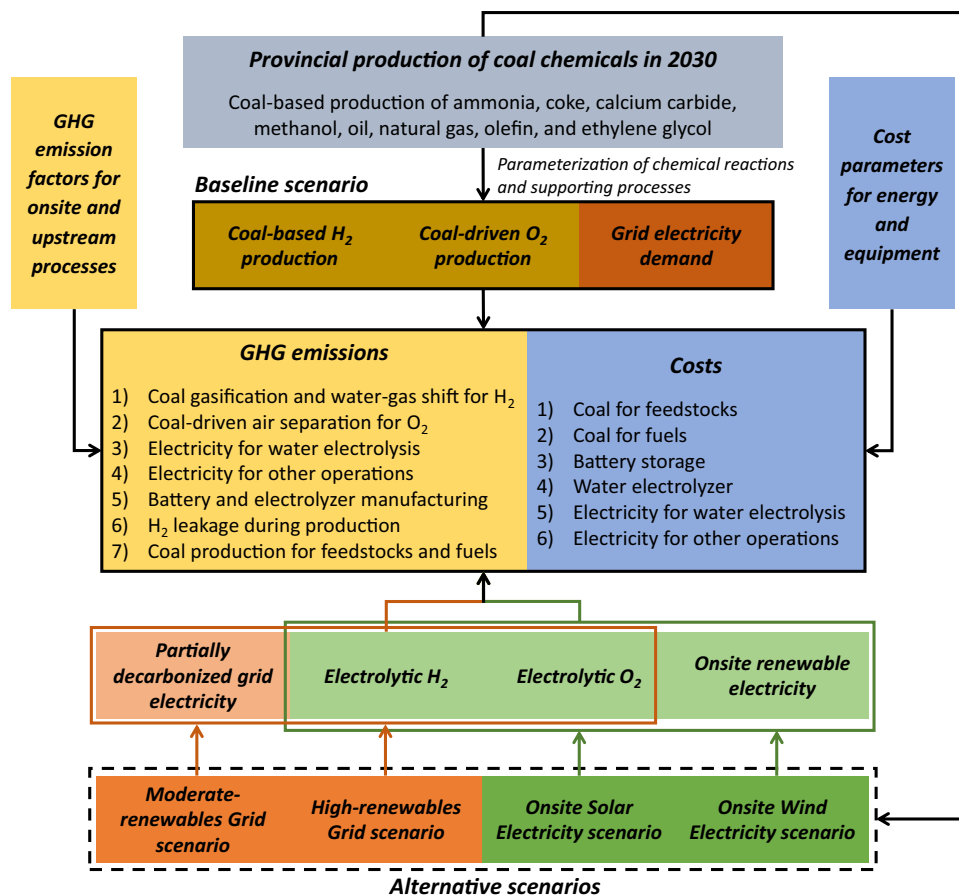 Provincial production of coal chemicals in 2030
Coal-based production of ammonia, coke, calcium carbide,
methanol, oil, natural gas, olefin, and ethylene glycol
GHG
emission
factors for
onsite and
upstream
processes
Cost
parameters
for energy
and
equipment
Parameterization of chemical reactions
and supporting processes
Baseline scenario
Coal-based H₂
production
Coal-driven O₂
production
Grid electricity
demand
GHG emissions
1) Coal gasification and water-gas shift for H₂
2) Coal-driven air separation for O₂
3) Electricity for water electrolysis
4) Electricity for other operations
5) Battery and electrolyzer manufacturing
6) H₂ leakage during production
7) Coal production for feedstocks and fuels
Costs
1) Coal for feedstocks
2) Coal for fuels
3) Battery storage
4) Water electrolyzer
5) Electricity for water electrolysis
6) Electricity for other operations
Partially
decarbonized grid
electricity
Electrolytic H₂
Electrolytic O₂
Onsite renewable
electricity
Moderate-
renewables Grid
scenario
High-renewables
Grid scenario
Onsite Solar
Electricity scenario
Onsite Wind
Electricity scenario
Alternative scenarios